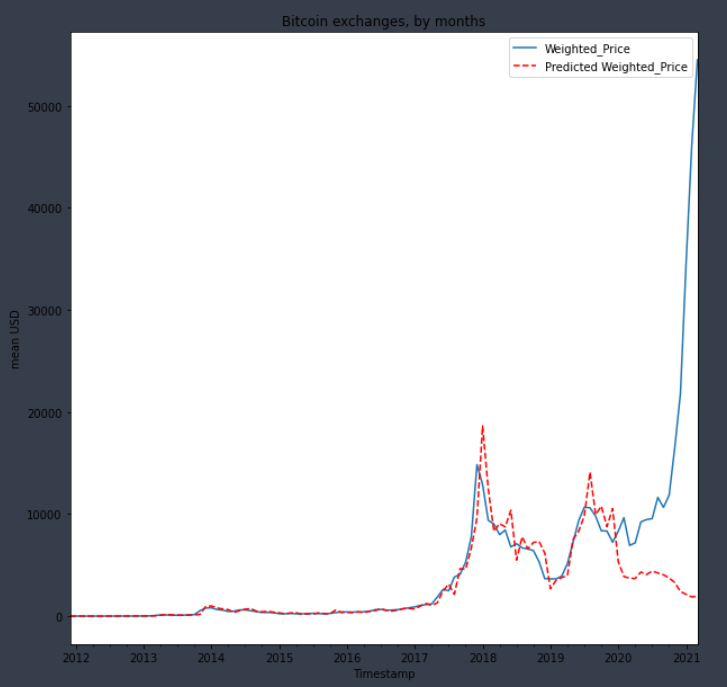 Bitcoin exchanges, by months
Weighted_Price
Predicted Weighted_Price
50000
40000
30000
20000
10000
0
mean USD
2012 2013 2014 2015 2016 2017 2018 2019 2020 2021
Timestamp